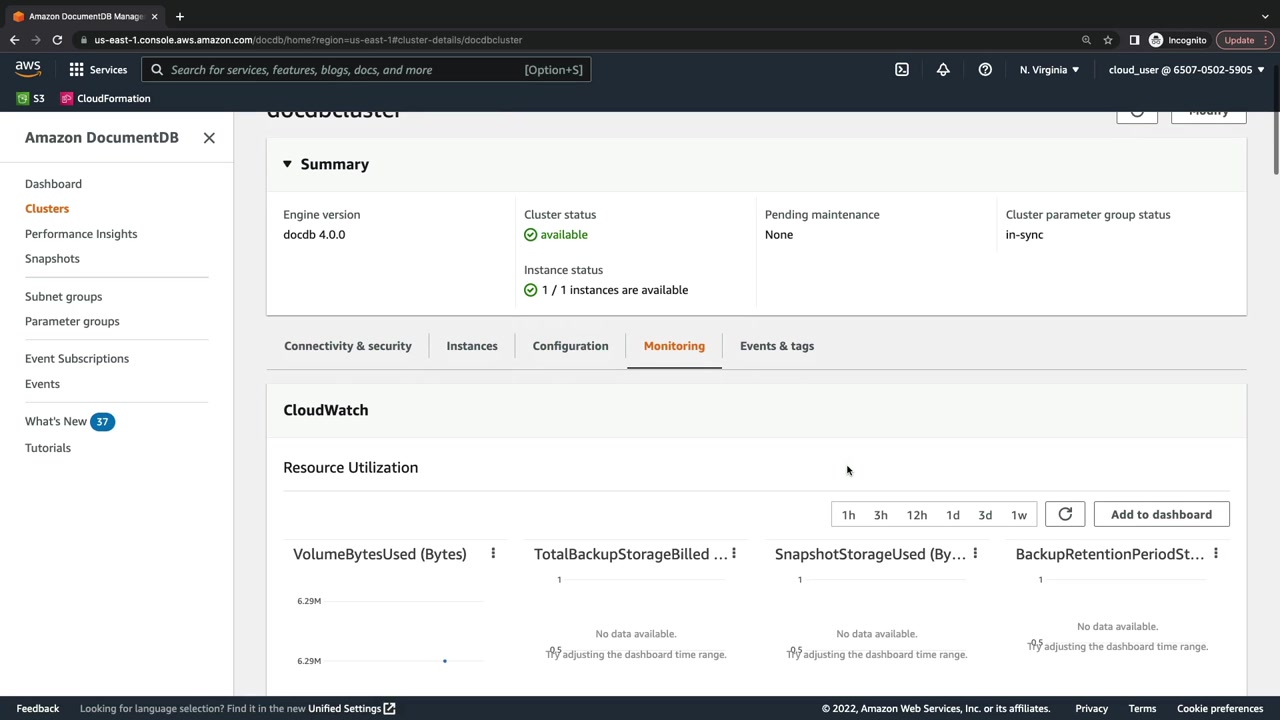 Amazon DocumentDB Manage
us-east-1.console.aws.amazon.com/docdb/home?region=us-east-1#cluster-details/docdbcluster
Incognito
Update
aws
Services
Search for services, features, blogs, docs, and more
[Option+S]
N. Virginia
cloud_user @ 6507-0502-5905
S3
CloudFormation
docdbcluster
Modify
Amazon DocumentDB
Dashboard
Clusters
Performance Insights
Snapshots
Subnet groups
Parameter groups
Event Subscriptions
Events
What's New 37
Tutorials
Summary
Engine version
docdb 4.0.0
Cluster status
available
Instance status
1 / 1 instances are available
Pending maintenance
None
Cluster parameter group status
in-sync
Connectivity & security
Instances
Configuration
Monitoring
Events & tags
CloudWatch
Resource Utilization
1h 3h 12h 1d 3d 1w
Add to dashboard
VolumeBytesUsed (Bytes)
6.29M
6.29M
TotalBackupStorageBilled ...
1
No data available.
-0.5
Try adjusting the dashboard time range.
SnapshotStorageUsed (By...
1
No data available.
-0.5
Try adjusting the dashboard time range.
BackupRetentionPeriodSt...
1
No data available.
-0.5
Try adjusting the dashboard time range.
Feedback
Looking for language selection? Find it in the new Unified Settings
© 2022, Amazon Web Services, Inc. or its affiliates.
Privacy
Terms
Cookie preferences